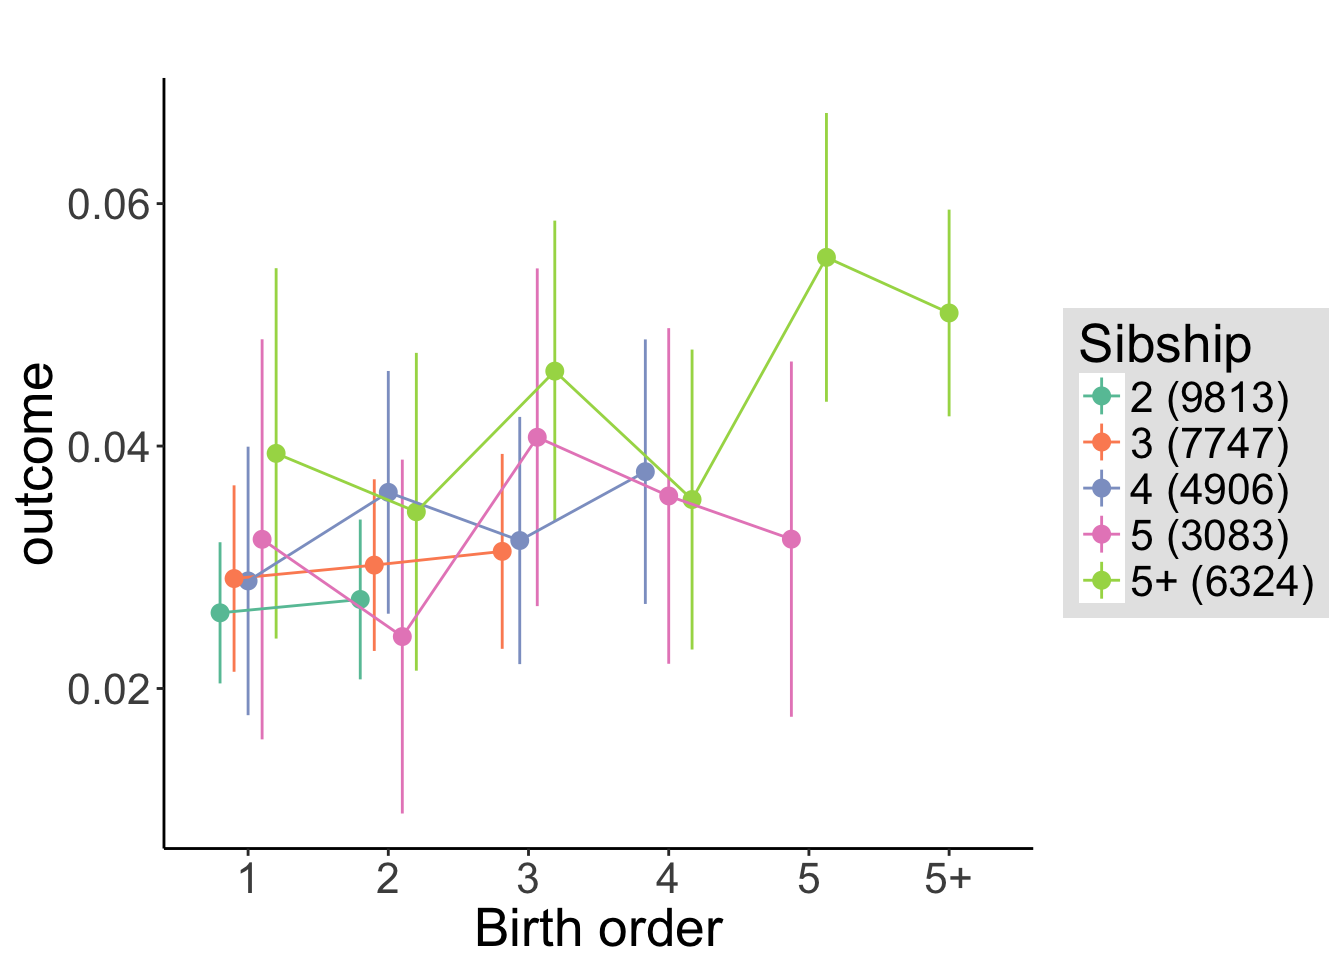 outcome
0.06
0.04
0.02
1 2 3 4 5 5+
Birth order
Sibship
2 (9813)
3 (7747)
4 (4906)
5 (3083)
5+ (6324)